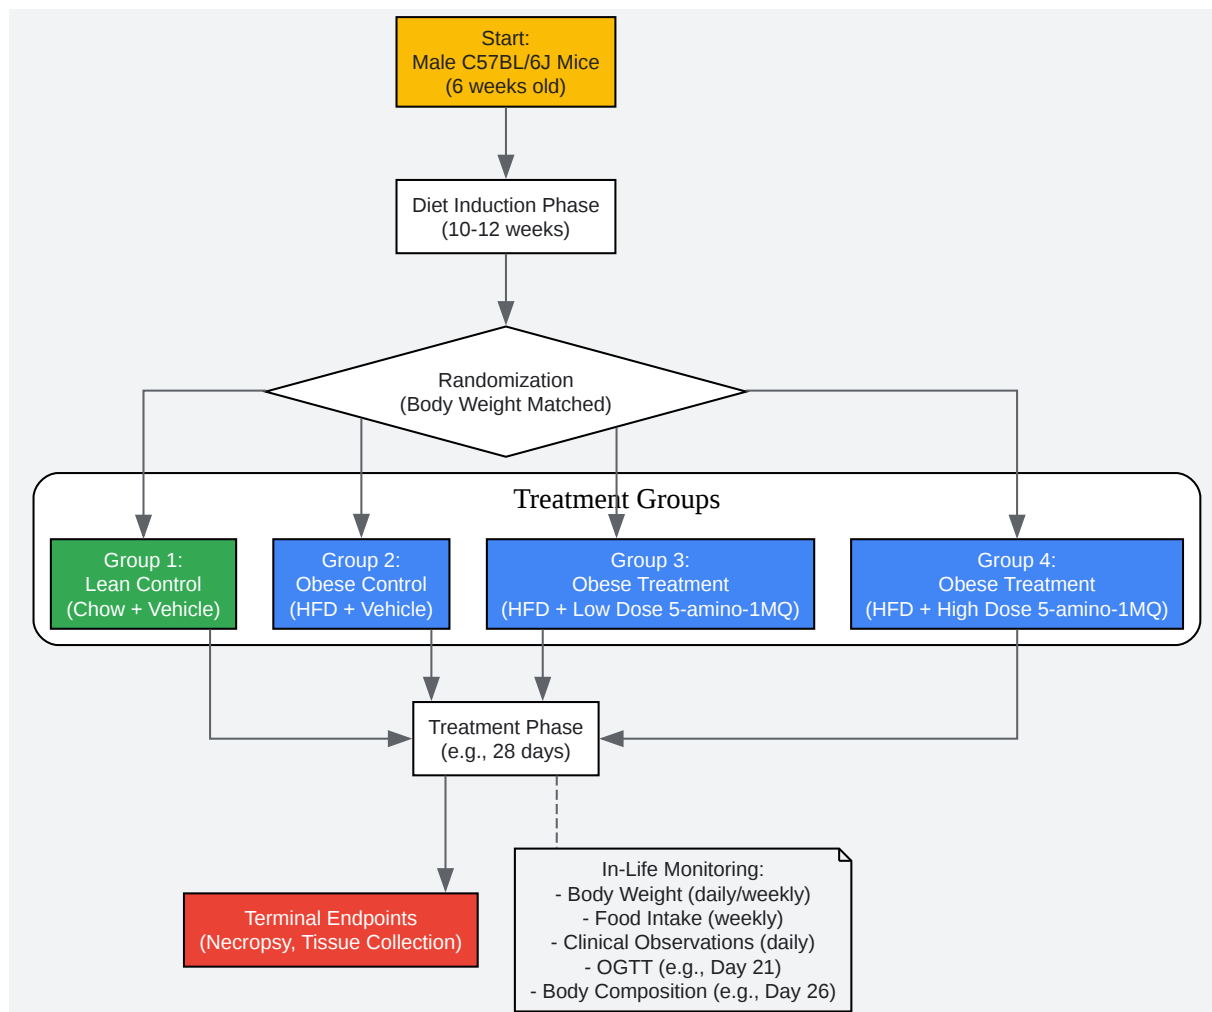 Start:
Male C57BL/6J Mice
(6 weeks old)
Diet Induction Phase
(10-12 weeks)
Randomization
(Body Weight Matched)
Treatment Groups
Group 1:
Lean Control
(Chow + Vehicle)
Group 2:
Obese Control
(HFD + Vehicle)
Group 3:
Obese Treatment
(HFD + Low Dose 5-amino-1MQ)
Group 4:
Obese Treatment
(HFD + High Dose 5-amino-1MQ)
Treatment Phase
(e.g., 28 days)
Terminal Endpoints
(Necropsy, Tissue Collection)
In-Life Monitoring:
- Body Weight (daily/weekly)
- Food Intake (weekly)
- Clinical Observations (daily)
- OGTT (e.g., Day 21)
- Body Composition (e.g., Day 26)